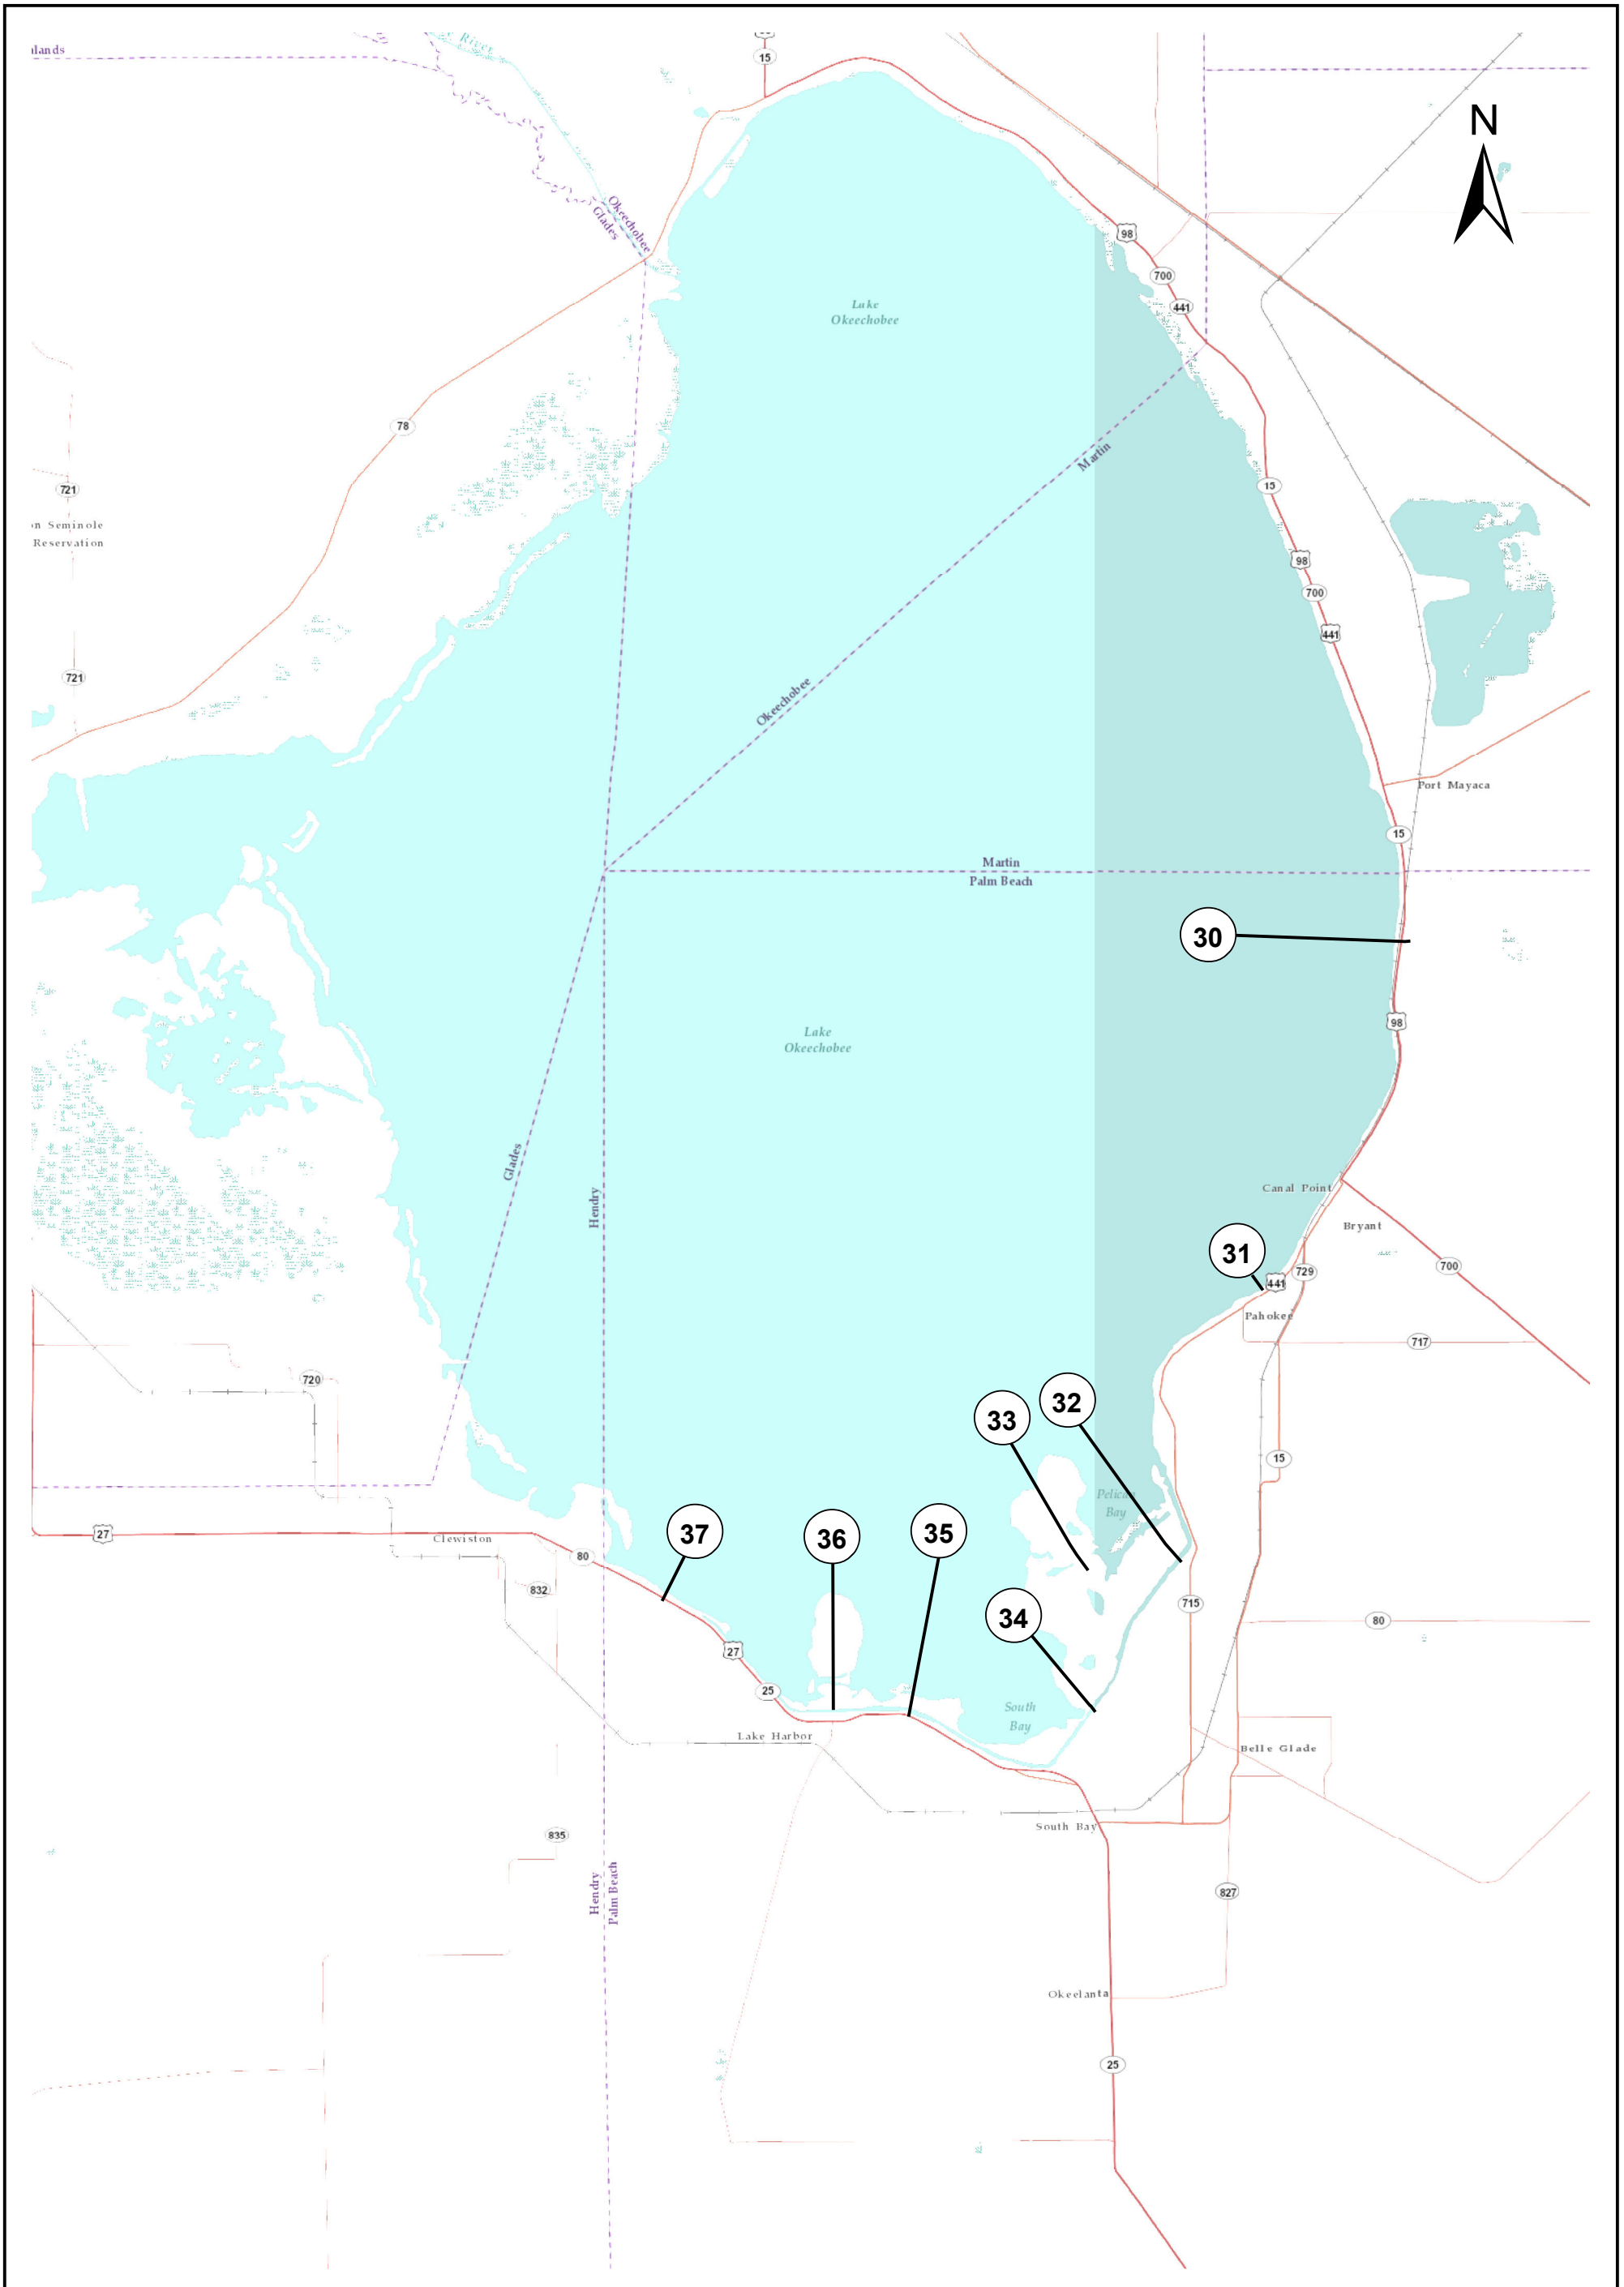 River
15
N
Okeechobee
Glades
98
700
441
Lake
Okeechobee
78
Martin
721
15
Reservation
Seminole
98
700
441
721
Okeechobee
Port Mayaca
15
Martin
Palm Beach
30
98
Lake
Okeechobee
Glades
Hendry
Canal Point
Bryant
31
441
729
700
Pahokee
717
720
32
33
15
Pelican
Bay
27
Clewiston
80
37
36
35
832
34
715
80
27
25
South
Bay
Lake Harbor
Belle Glade
South Bay
835
Hendry
Palm Beach
827
Okeelanta
25